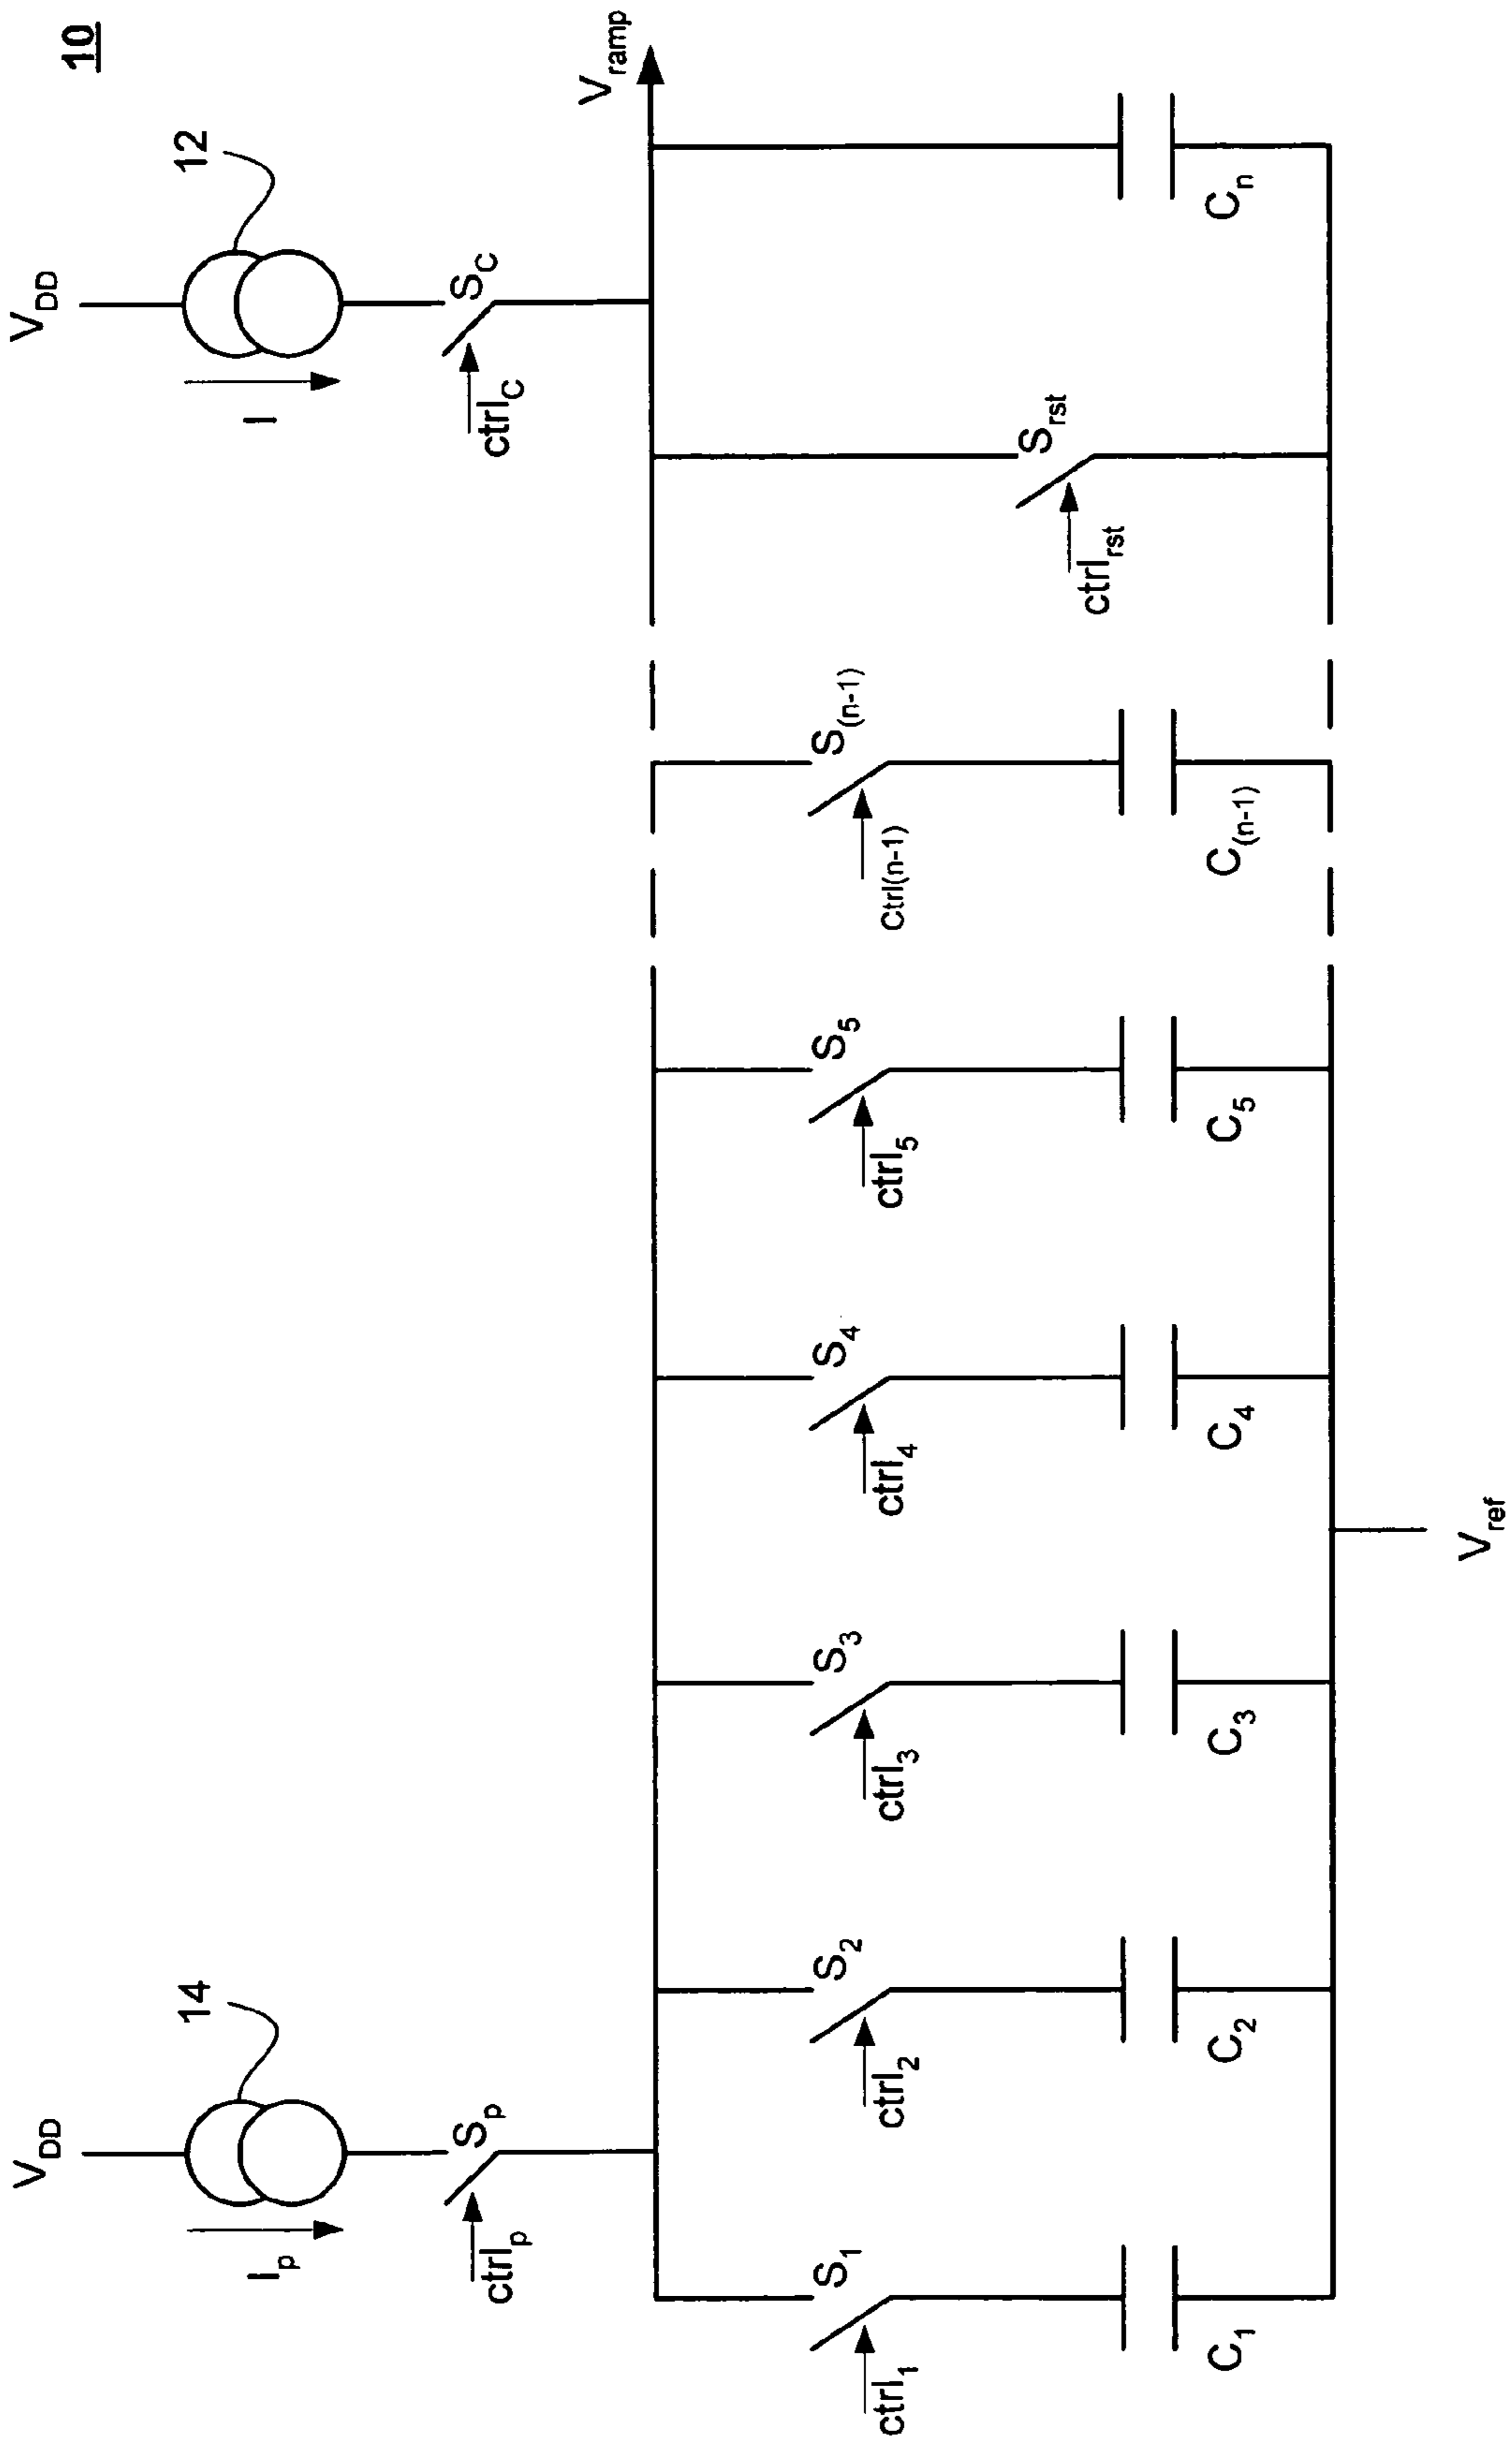 10
V_DD
V_DD
14
12
I_p
I
S_p
S_C
ctrl_p
ctrl_C
V_ramp
S_1
S_2
S_3
S_4
S_5
S_(n-1)
ctrl_1
ctrl_2
ctrl_3
ctrl_4
ctrl_5
Ctrl(n-1)
S_rst
ctrl_rst
C_1
C_2
C_3
C_4
C_5
C_(n-1)
C_n
V_ref